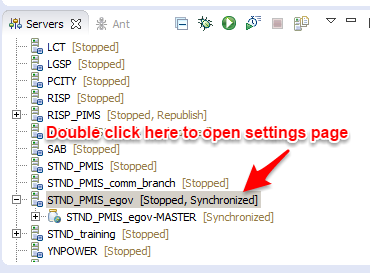 Servers Ant
LCT [Stopped]
LGSP [Stopped]
PCITY [Stopped]
RISP [Stopped]
RISP_PIMS [Stopped, Republish]
Double click here to open settings page
SAB [Stopped]
STND_PMIS [Stopped]
STND_PMIS_comm_branch [Stopped]
STND_PMIS_egov [Stopped, Synchronized]
STND_PMIS_egov-MASTER [Synchronized]
STND_training [Stopped]
YNPOWER [Stopped]